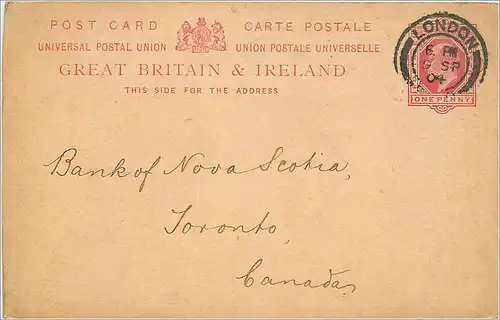 POST CARD CARTE POSTALE
UNIVERSAL POSTAL UNION UNION POSTALE UNIVERSELLE
GREAT BRITAIN & IRELAND
THIS SIDE FOR THE ADDRESS
LONDON
6 PM
SP
04
ONE PENNY
Bank of Nova Scotia,
Toronto,
Canada,